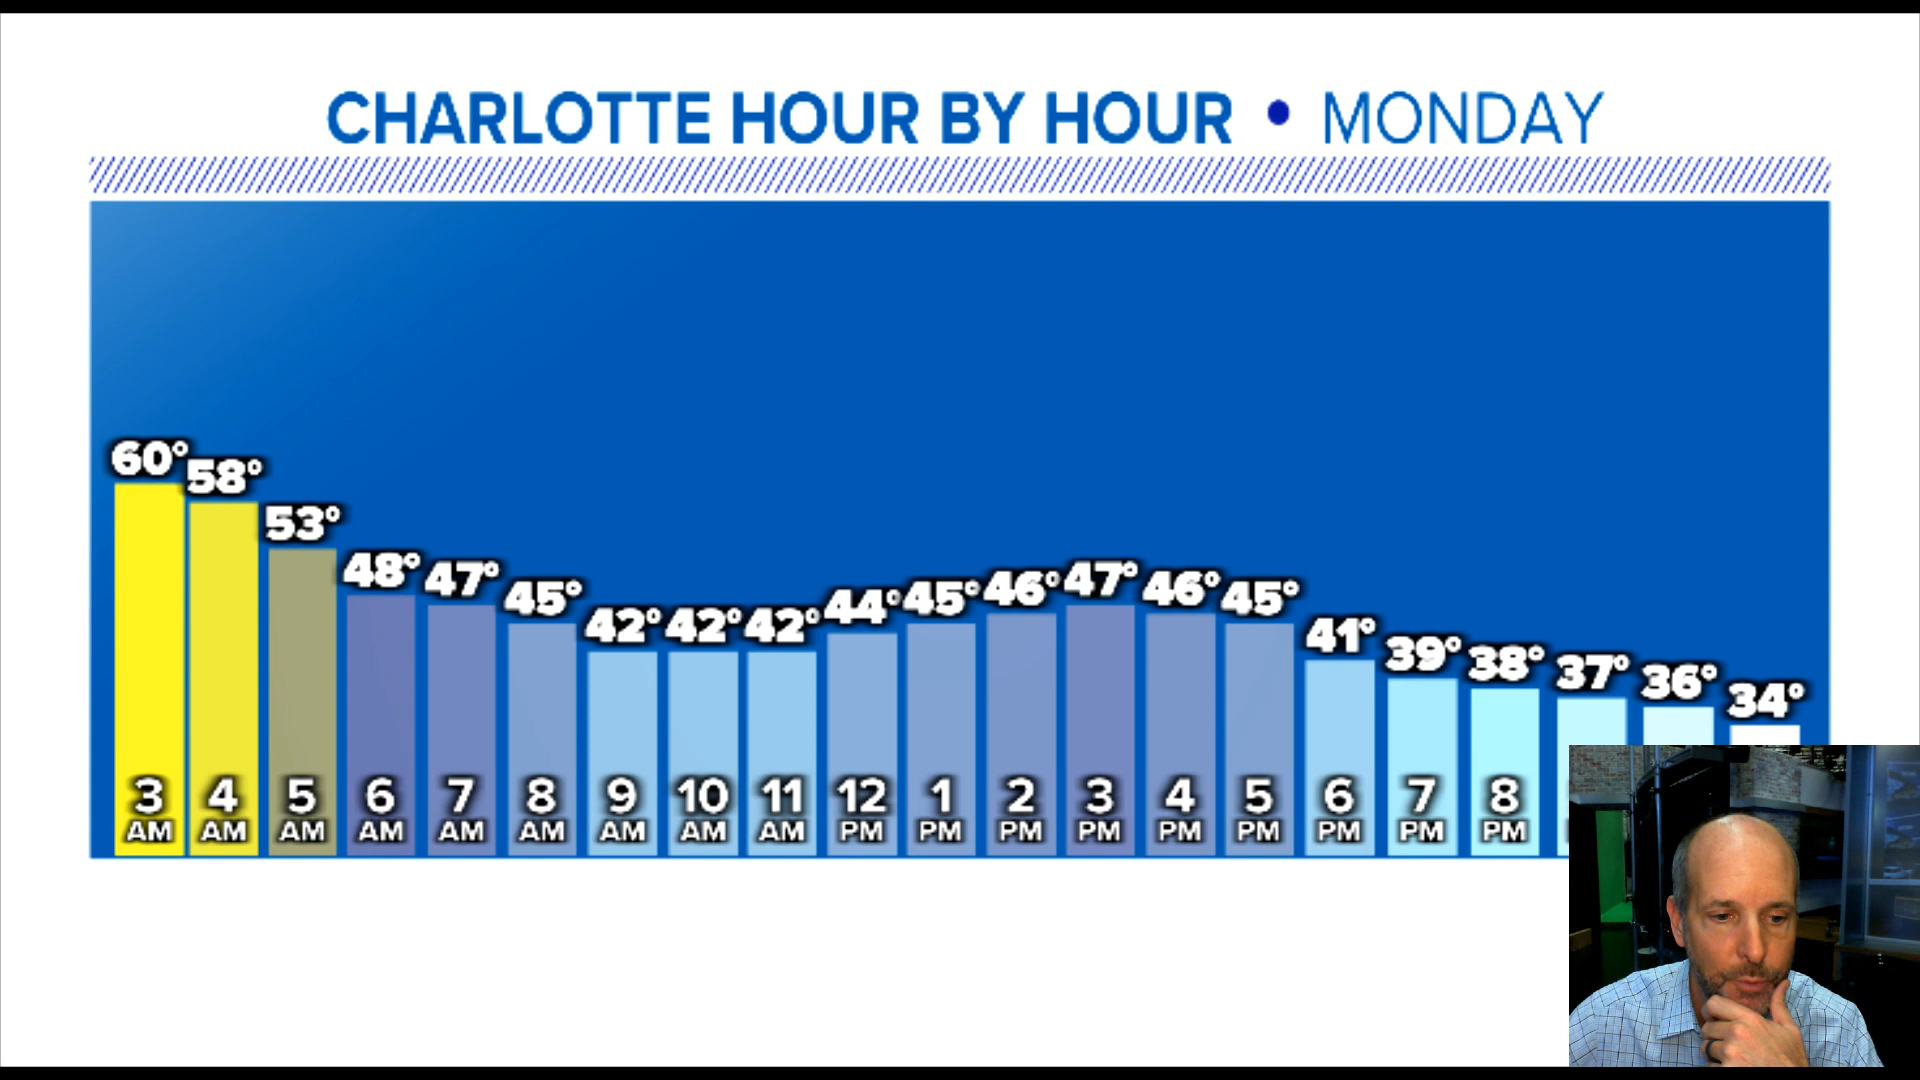 CHARLOTTE HOUR BY HOUR • MONDAY
60° 58° 53° 48° 47° 45° 42° 42° 42° 44° 45° 46° 47° 46° 45° 41° 39° 38° 37° 36° 34°
3 4 5 6 7 8 9 10 11 12 1 2 3 4 5 6 7 8
AM AM AM AM AM AM AM AM AM PM PM PM PM PM PM PM PM PM